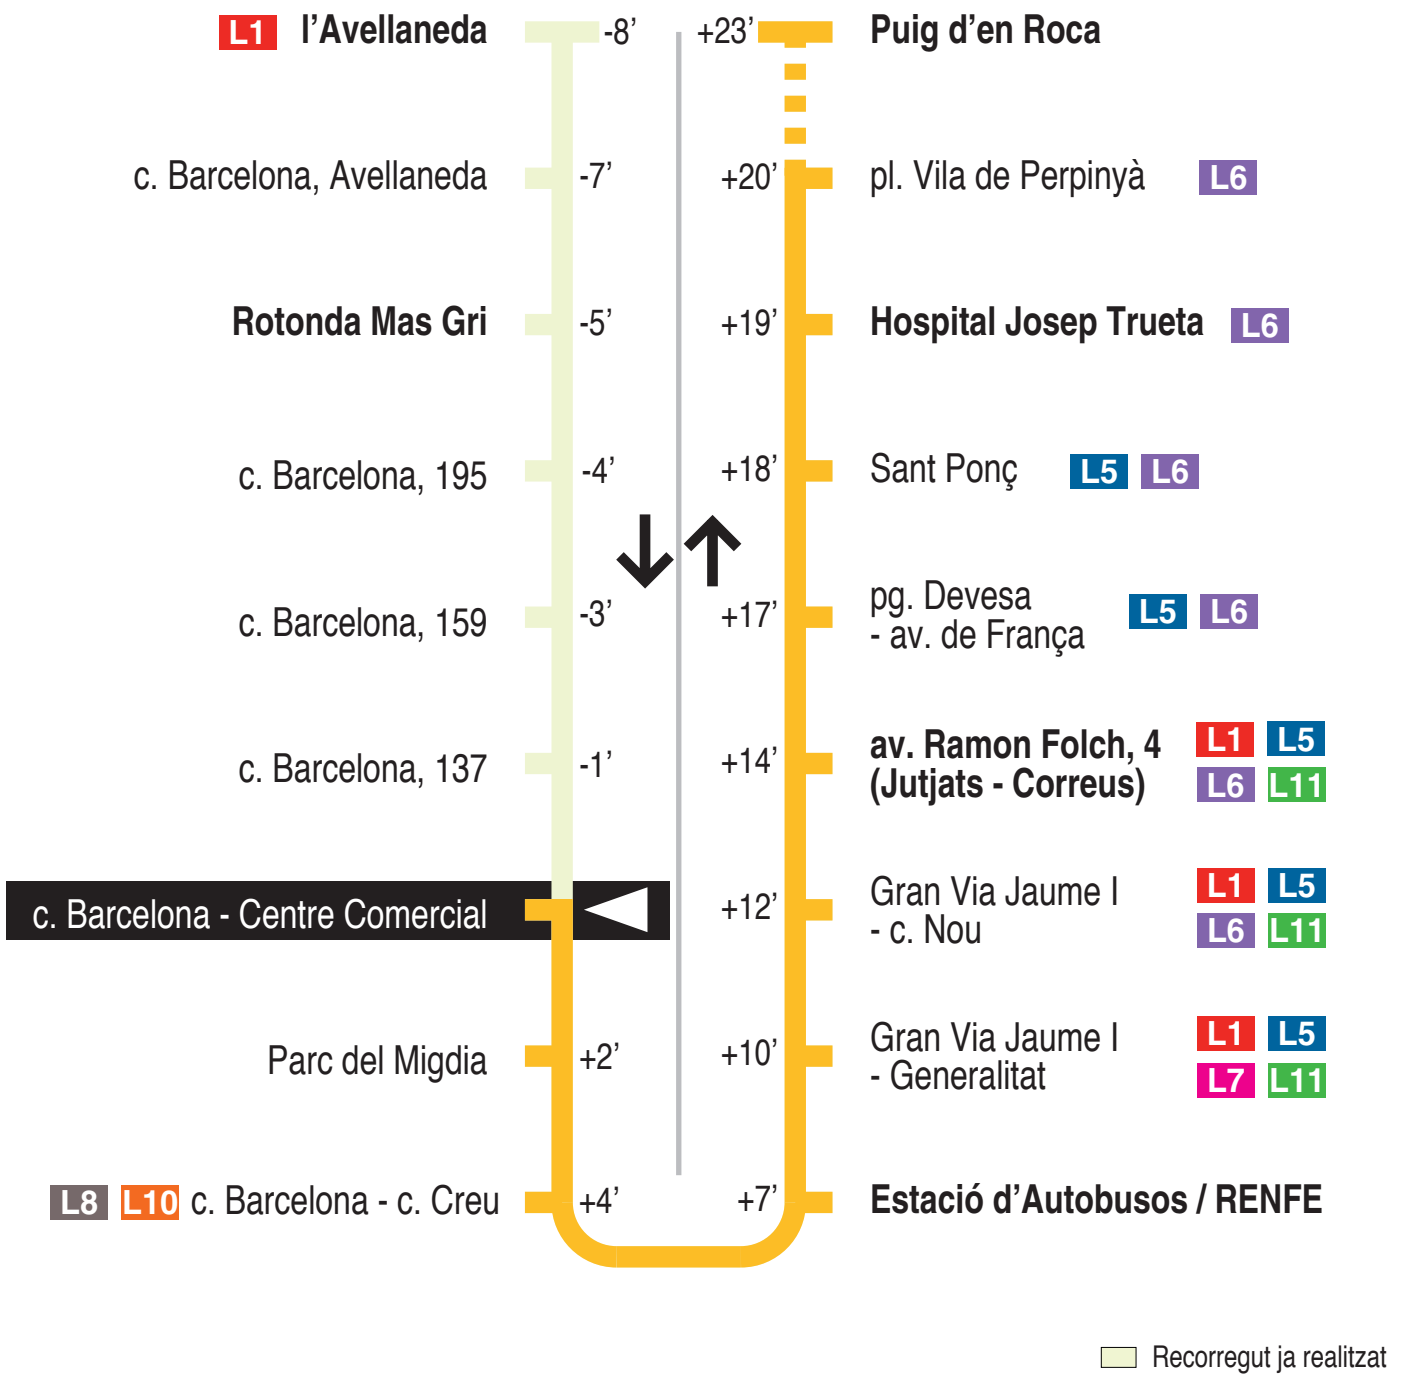 L1 l’Avellaneda -8’
c. Barcelona, Avellaneda -7’
Rotonda Mas Gri -5’
c. Barcelona, 195 -4’
c. Barcelona, 159 -3’
c. Barcelona, 137 -1’
c. Barcelona - Centre Comercial
Parc del Migdia +2’
L8 L10 c. Barcelona - c. Creu +4’
+23’ Puig d’en Roca
+20’ pl. Vila de Perpinyà L6
+19’ Hospital Josep Trueta L6
+18’ Sant Ponç L5 L6
+17’ pg. Devesa
- av. de França L5 L6
+14’ av. Ramon Folch, 4 L1 L5
(Jutjats - Correus) L6 L11
+12’ Gran Via Jaume I L1 L5
- c. Nou L6 L11
+10’ Gran Via Jaume I L1 L5
- Generalitat L7 L11
+7’ Estació d’Autobusos / RENFE
Recorregut ja realitzat